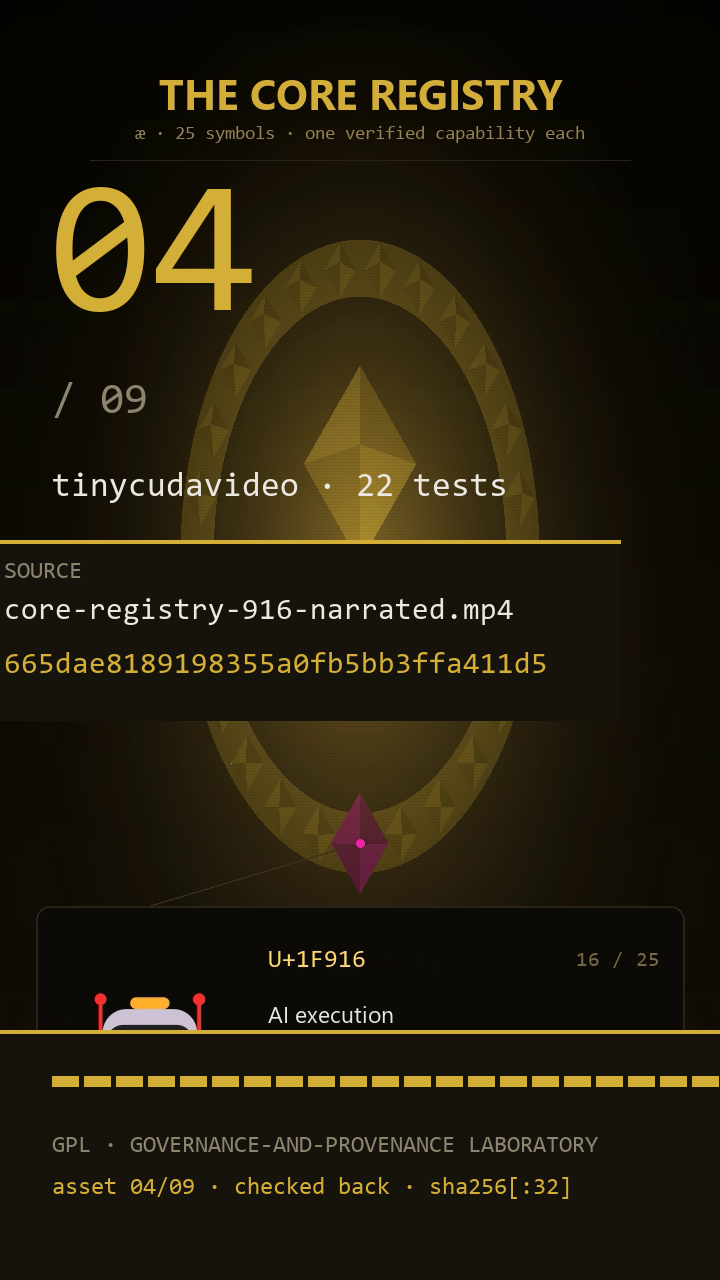 THE CORE REGISTRY
æ · 25 symbols · one verified capability each
04
/ 09
tinycudavideo · 22 tests
SOURCE
core-registry-916-narrated.mp4
665dae8189198355a0fb5bb3ffa411d5
U+1F916
16 / 25
AI execution
GPL · GOVERNANCE-AND-PROVENANCE LABORATORY
asset 04/09 · checked back · sha256[:32]